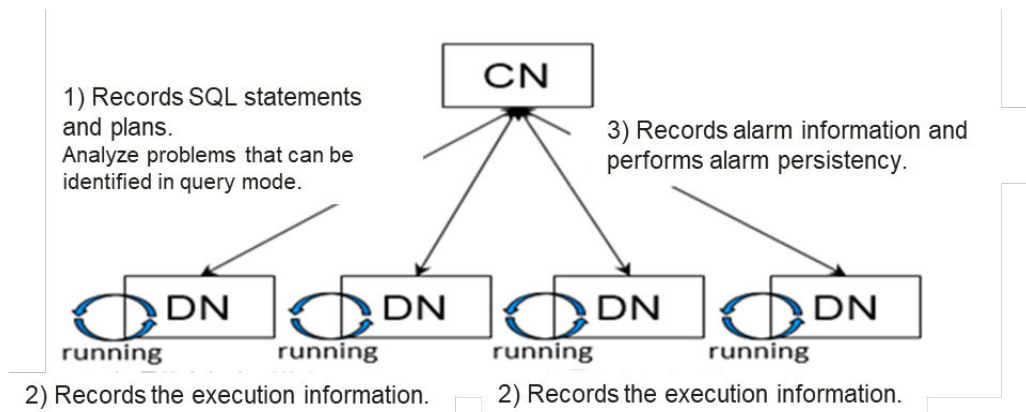 CN
1) Records SQL statements
and plans.
Analyze problems that can be
identified in query mode.
3) Records alarm information and
performs alarm persistency.
DN
DN
DN
DN
running
running
running
running
2) Records the execution information.
2) Records the execution information.